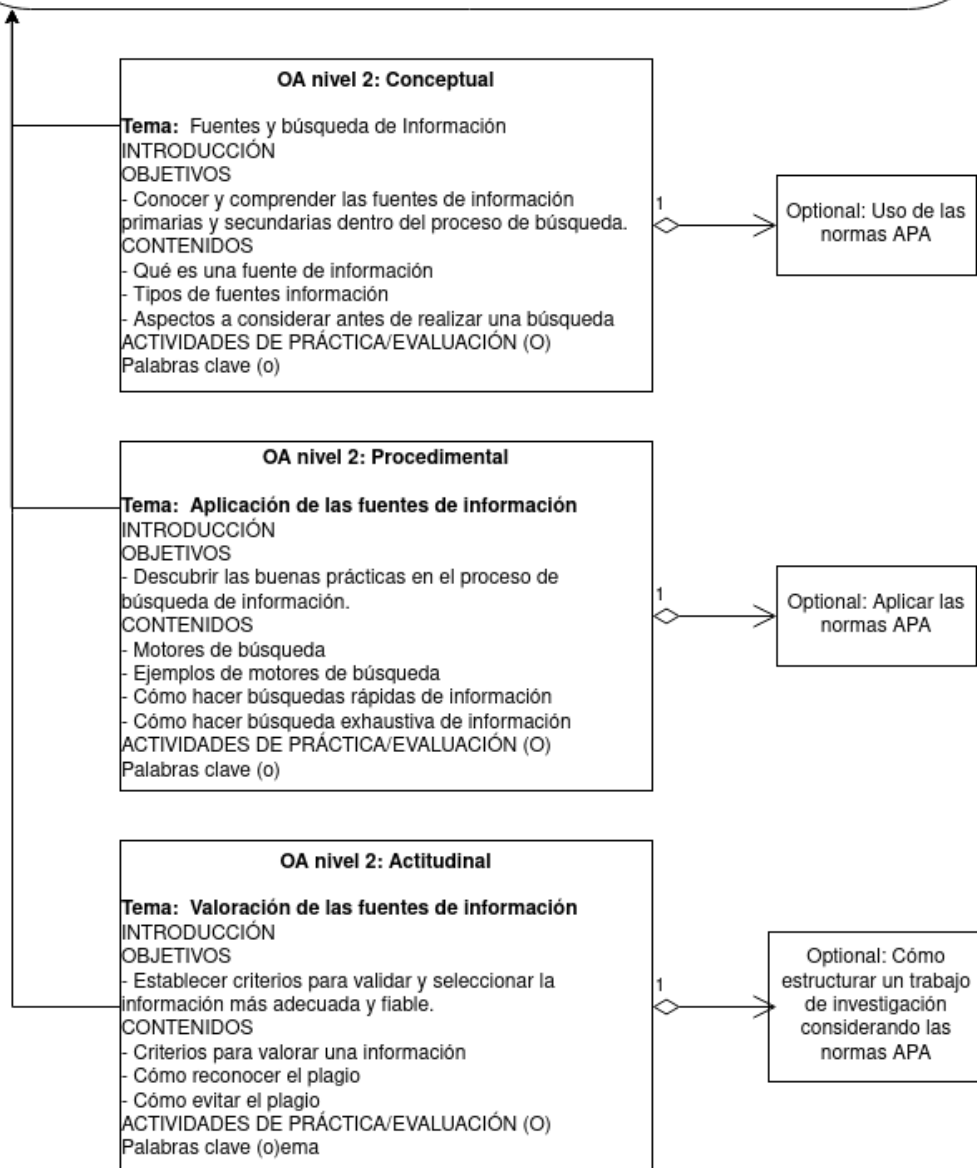 OA nivel 2: Conceptual
Tema: Fuentes y búsqueda de Información
INTRODUCCIÓN
OBJETIVOS
- Conocer y comprender las fuentes de información
primarias y secundarias dentro del proceso de búsqueda.
CONTENIDOS
- Qué es una fuente de información
- Tipos de fuentes información
- Aspectos a considerar antes de realizar una búsqueda
ACTIVIDADES DE PRÁCTICA/EVALUACIÓN (O)
Palabras clave (o)
1
Optional: Uso de las
normas APA
OA nivel 2: Procedimental
Tema: Aplicación de las fuentes de información
INTRODUCCIÓN
OBJETIVOS
- Descubrir las buenas prácticas en el proceso de
búsqueda de información.
CONTENIDOS
- Motores de búsqueda
- Ejemplos de motores de búsqueda
- Cómo hacer búsquedas rápidas de información
- Cómo hacer búsqueda exhaustiva de información
ACTIVIDADES DE PRÁCTICA/EVALUACIÓN (O)
Palabras clave (o)
1
Optional: Aplicar las
normas APA
OA nivel 2: Actitudinal
Tema: Valoración de las fuentes de información
INTRODUCCIÓN
OBJETIVOS
- Establecer criterios para validar y seleccionar la
información más adecuada y fiable.
CONTENIDOS
- Criterios para valorar una información
- Cómo reconocer el plagio
- Cómo evitar el plagio
ACTIVIDADES DE PRÁCTICA/EVALUACIÓN (O)
Palabras clave (o)ema
1
Optional: Cómo
estructurar un trabajo
de investigación
considerando las
normas APA